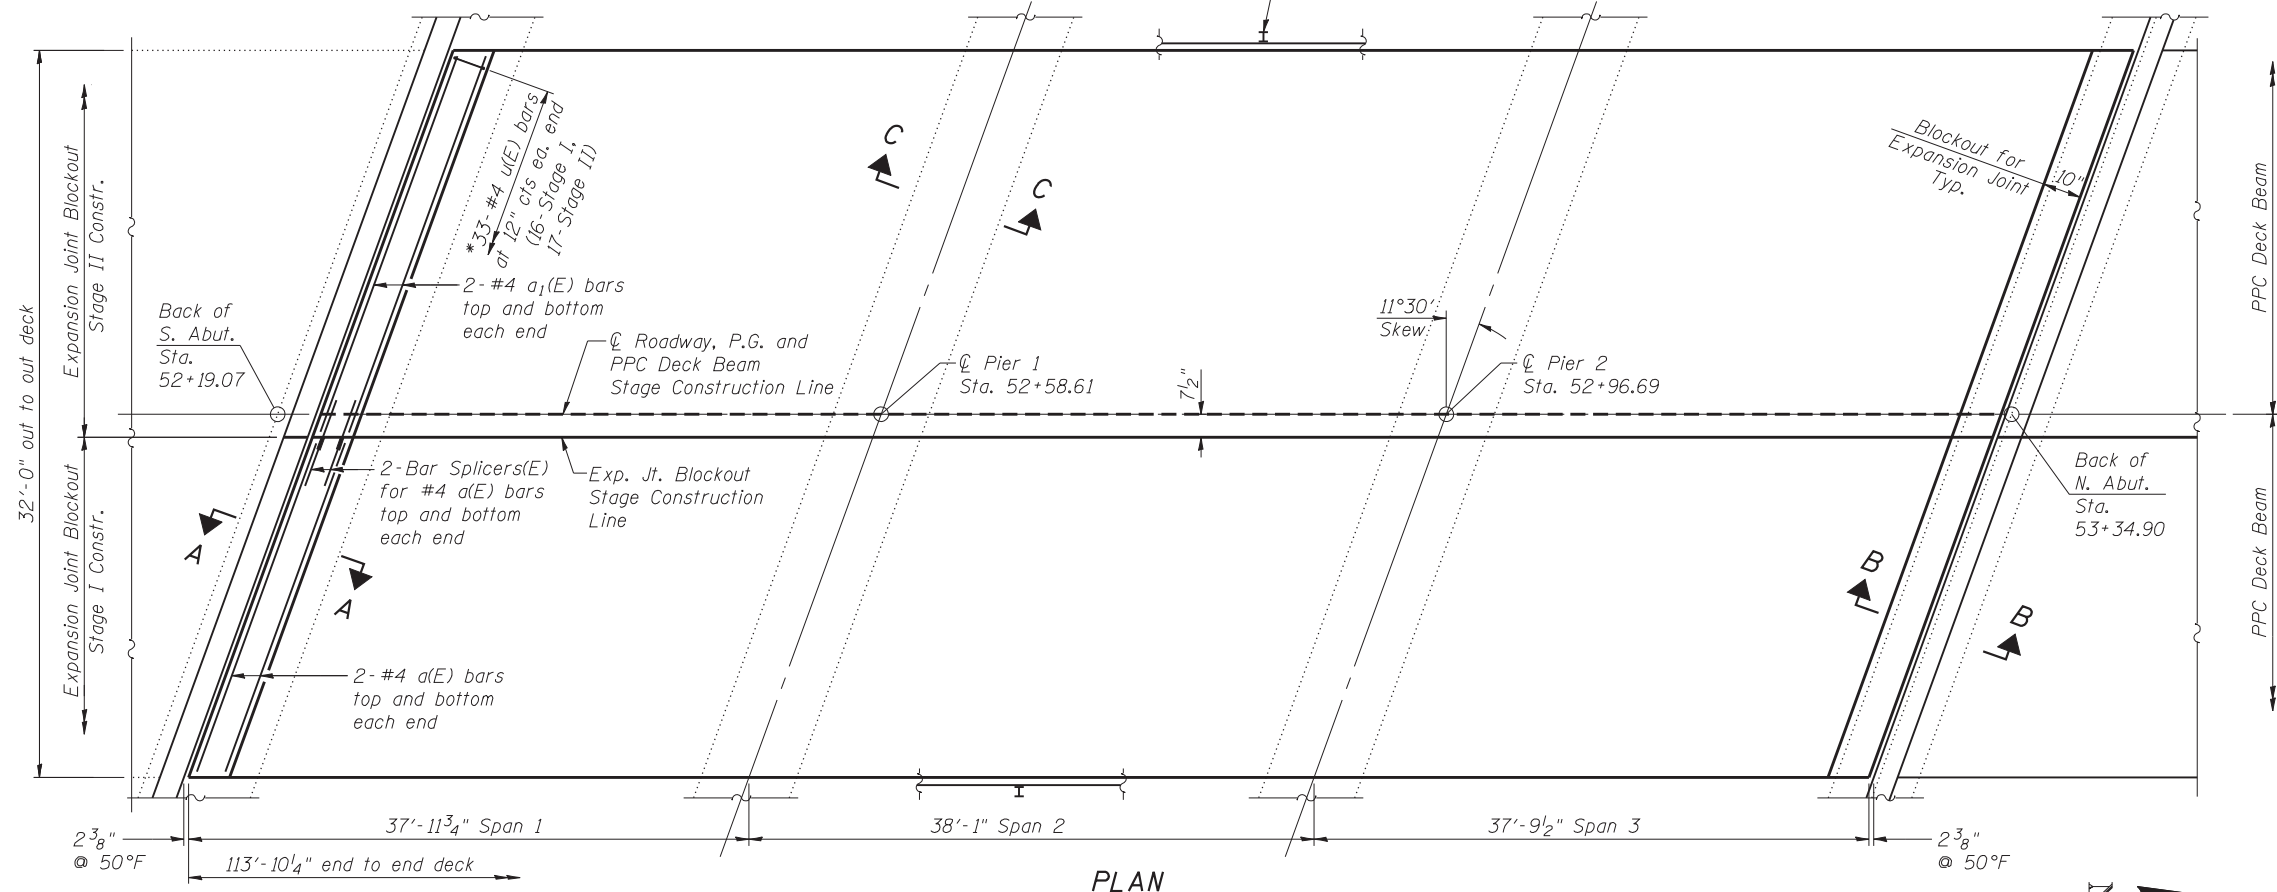 32'-0" out to out deck
Expansion Joint Blockout
Stage II Constr.
Expansion Joint Blockout
Stage I Constr.
Back of
S. Abut.
Sta.
52+19.07
*33-#4 u(E) bars
at 12" cts ea. end
(16-Stage I,
17-Stage II)
2-#4 a1(E) bars
top and bottom
each end
℄ Roadway, P.G. and
PPC Deck Beam
Stage Construction Line
2-Bar Splicers(E)
for #4 a(E) bars
top and bottom
each end
Exp. Jt. Blockout
Stage Construction
Line
2-#4 a(E) bars
top and bottom
each end
A
A
C
C
℄ Pier 1
Sta. 52+58.61
7½"
11°30'
Skew
℄ Pier 2
Sta. 52+96.69
Blockout for
Expansion Joint
Typ.
10"
Back of
N. Abut.
Sta.
53+34.90
B
B
PPC Deck Beam
PPC Deck Beam
2⅜"
@ 50°F
37'-11¾" Span 1
38'-1" Span 2
37'-9½" Span 3
2⅜"
@ 50°F
113'-10¼" end to end deck
PLAN